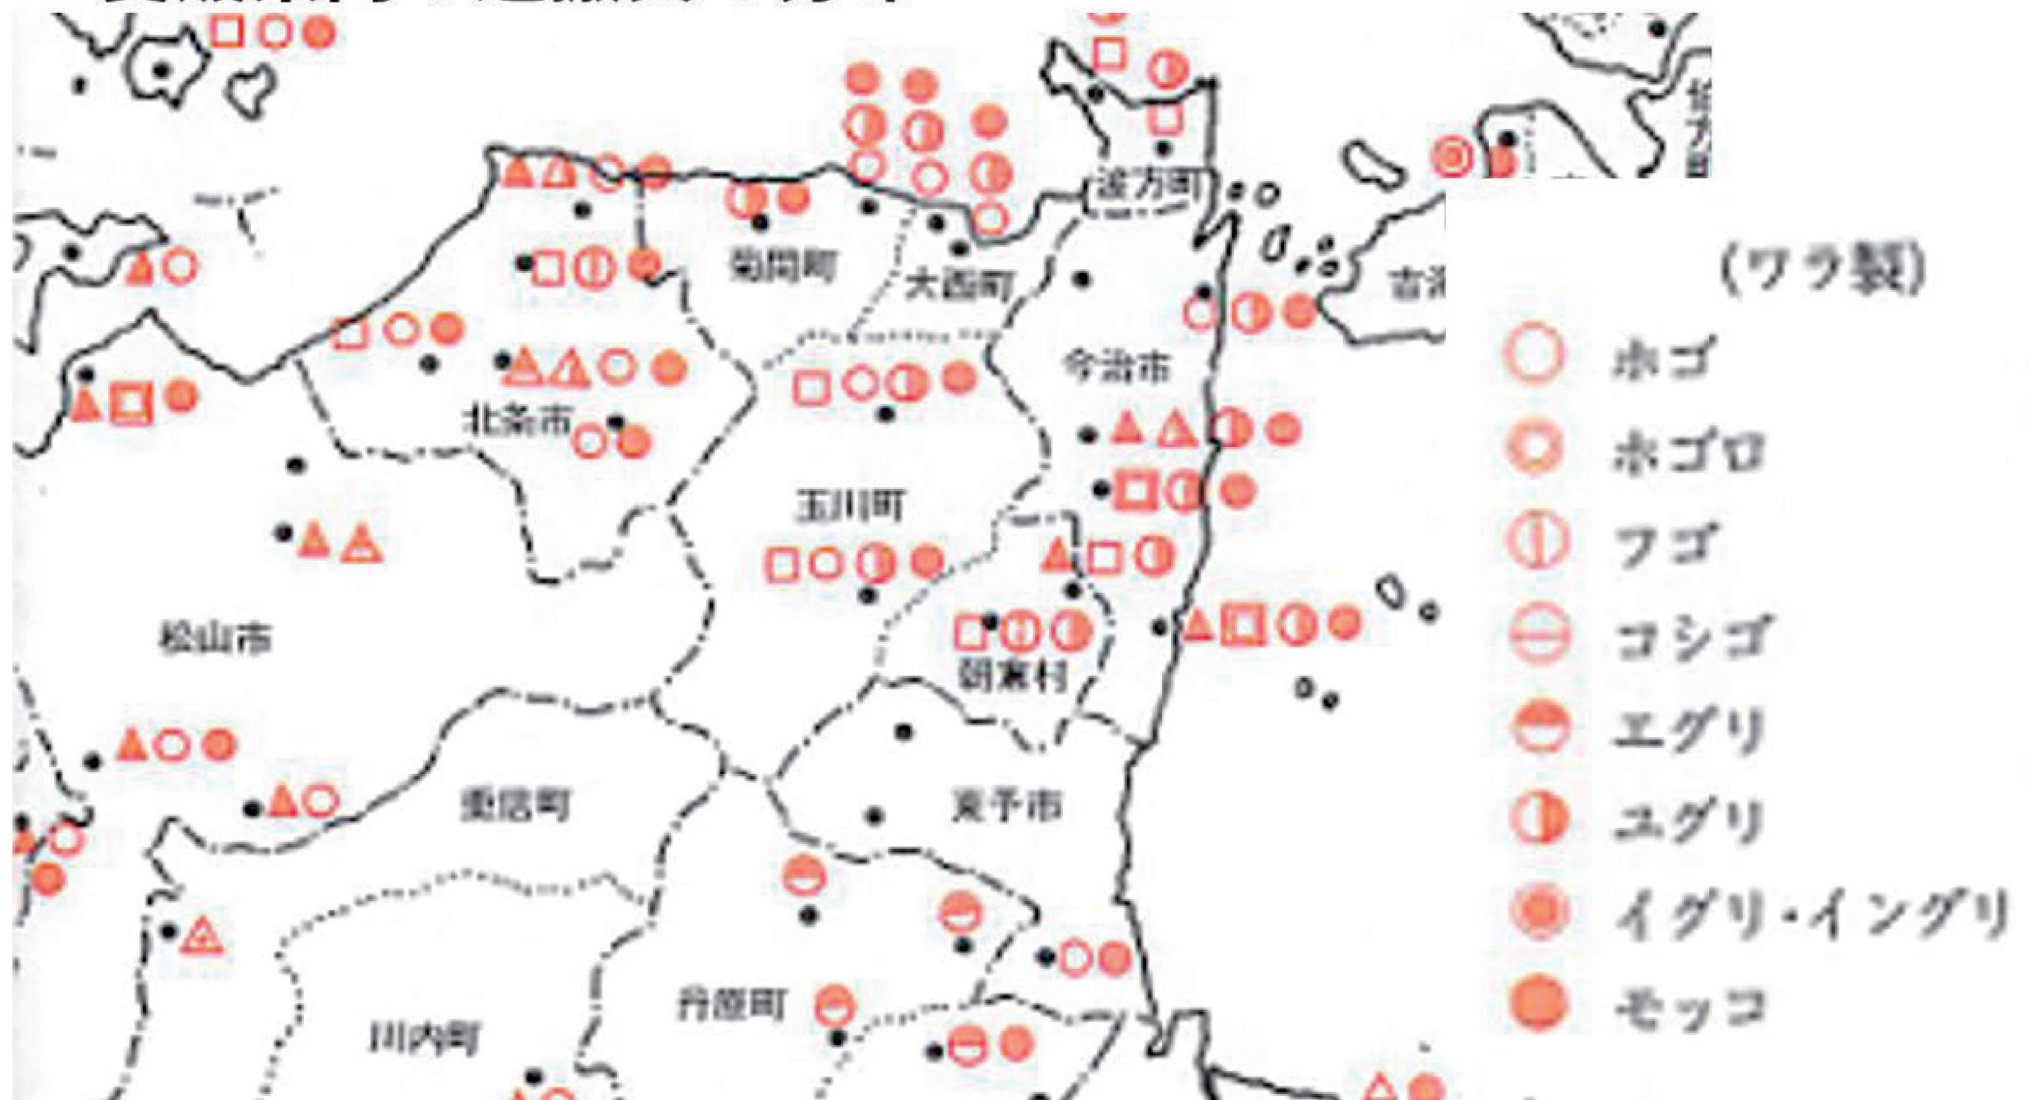 波方町
菊間町
大西町
今治市
北条市
玉川町
松山市
朝倉村
重信町
東予市
丹原町
川内町
(ワラ製)
ホゴ
ホゴロ
フゴ
コシゴ
エグリ
ユグリ
イグリ・イングリ
モッコ